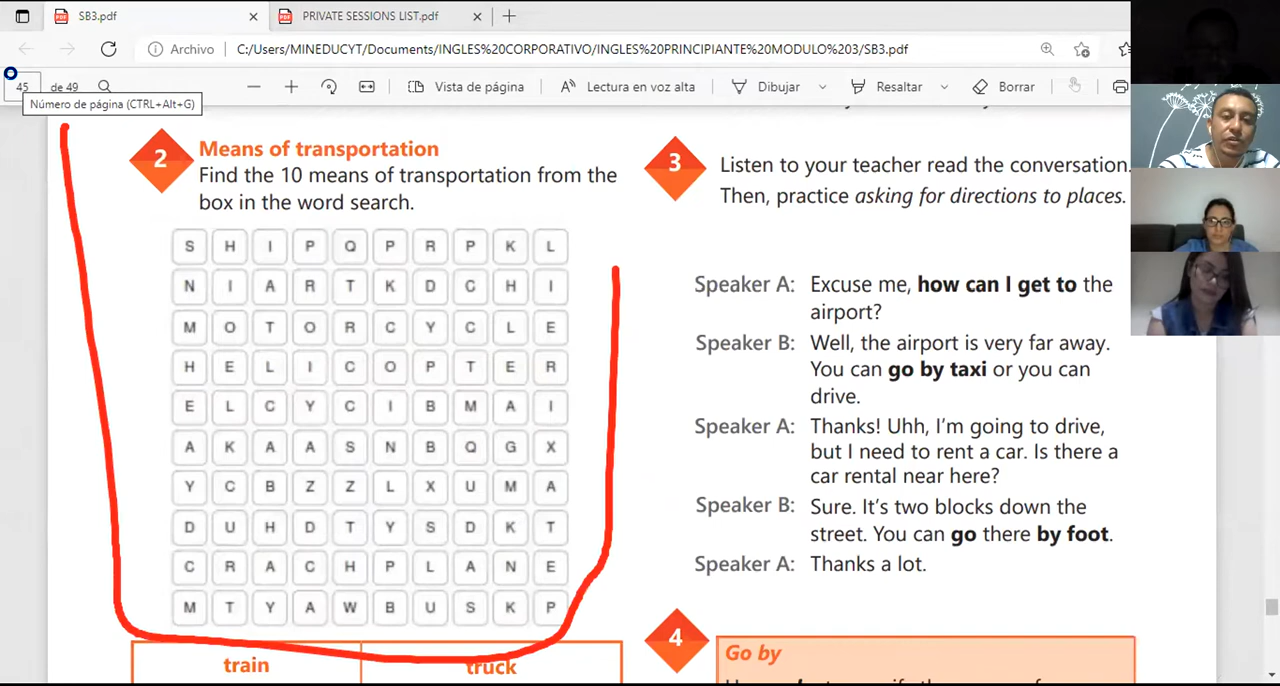 SB3.pdf
PRIVATE SESSIONS LIST.pdf
Archivo
C:/Users/MINEDUCYT/Documents/INGLES%20CORPORATIVO/INGLES%20PRINCIPIANTE%20MODULO%203/SB3.pdf
45 de 49
Vista de página
Lectura en voz alta
Dibujar
Resaltar
Borrar
Número de página (CTRL+Alt+G)
2
Means of transportation
Find the 10 means of transportation from the
box in the word search.
S H I P Q P R P K L
N I A R T K D C H I
M O T O R C Y C L E
H E L I C O P T E R
E L C Y C I B M A I
A K A A S N B Q G X
Y C B Z Z L X U M A
D U H D T Y S D K T
C R A C H P L A N E
M T Y A W B U S K P
train
truck
3
Listen to your teacher read the conversation.
Then, practice asking for directions to places.
Speaker A: Excuse me, how can I get to the
airport?
Speaker B: Well, the airport is very far away.
You can go by taxi or you can
drive.
Speaker A: Thanks! Uhh, I'm going to drive,
but I need to rent a car. Is there a
car rental near here?
Speaker B: Sure. It's two blocks down the
street. You can go there by foot.
Speaker A: Thanks a lot.
4
Go by